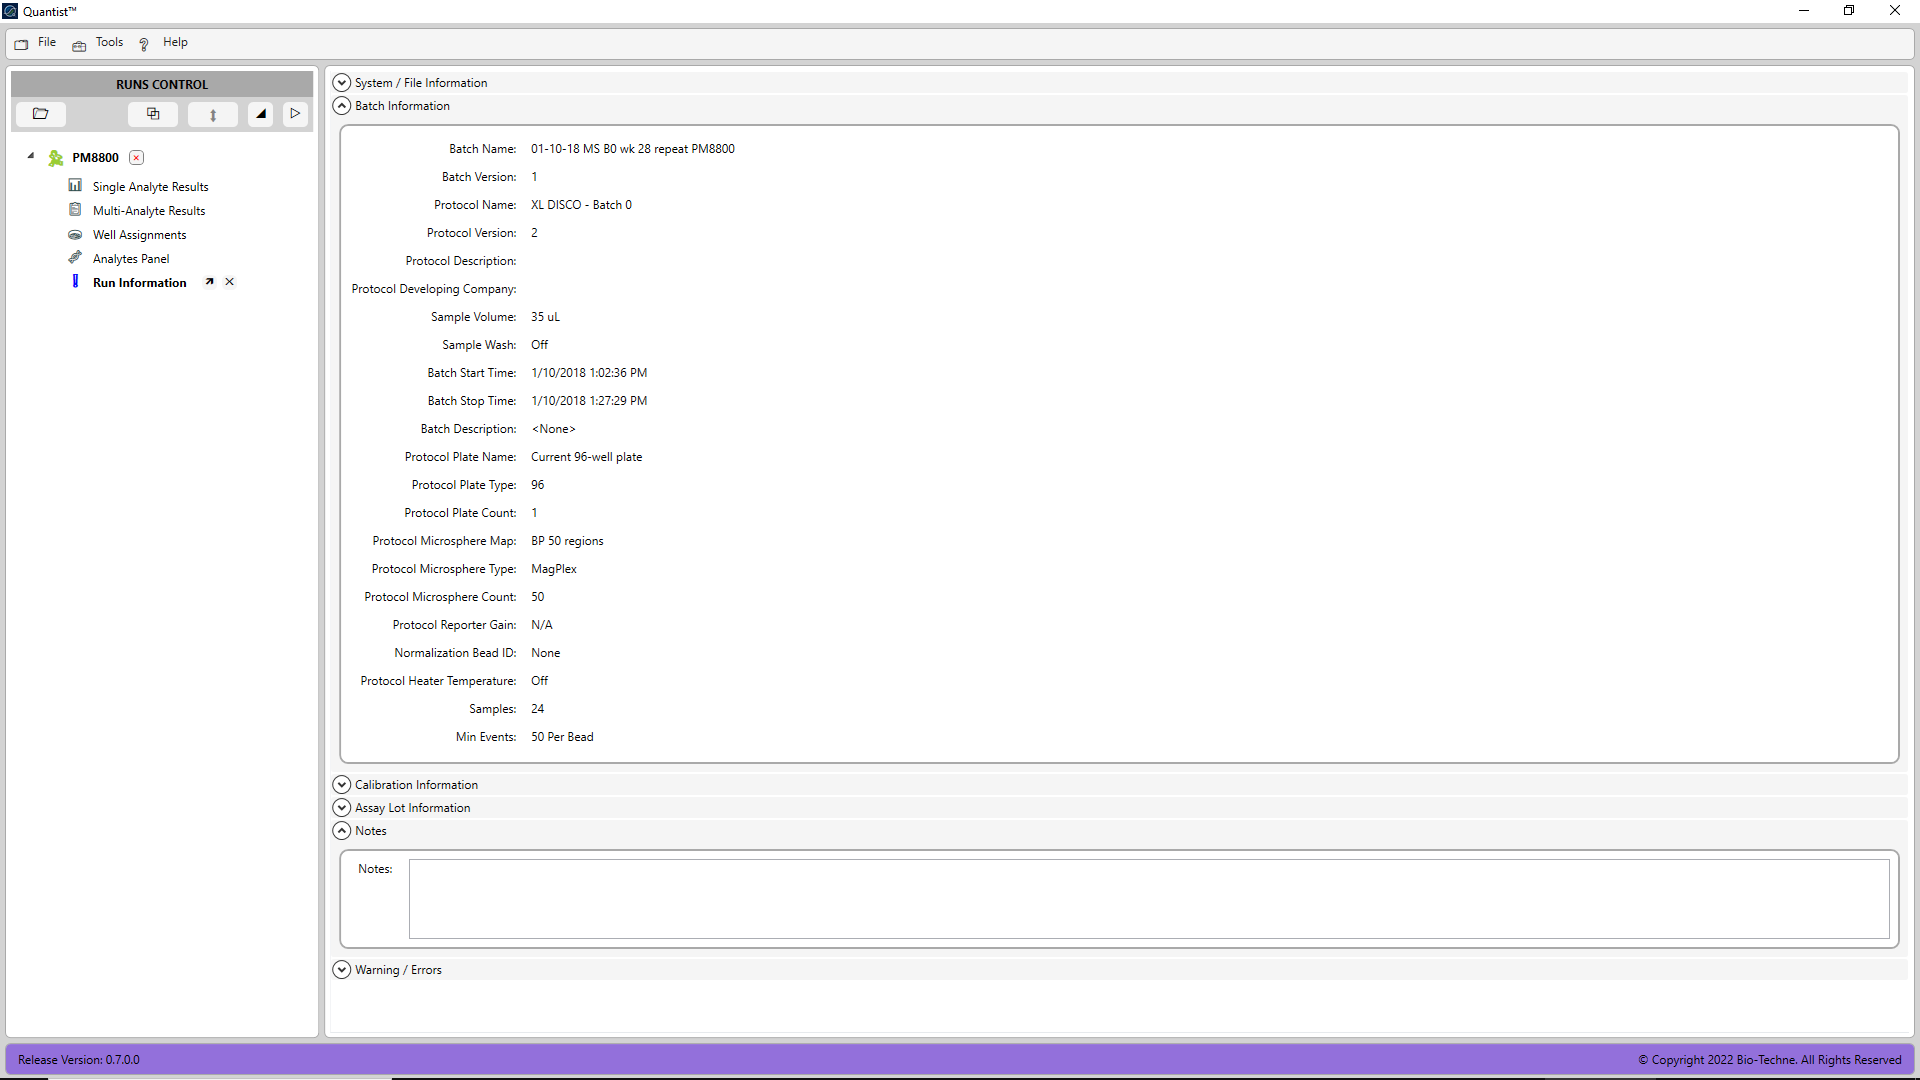 Quantist™
File Tools Help
RUNS CONTROL
PM8800
Single Analyte Results
Multi-Analyte Results
Well Assignments
Analytes Panel
Run Information
System / File Information
Batch Information
Batch Name: 01-10-18 MS B0 wk 28 repeat PM8800
Batch Version: 1
Protocol Name: XL DISCO - Batch 0
Protocol Version: 2
Protocol Description:
Protocol Developing Company:
Sample Volume: 35 uL
Sample Wash: Off
Batch Start Time: 1/10/2018 1:02:36 PM
Batch Stop Time: 1/10/2018 1:27:29 PM
Batch Description: <None>
Protocol Plate Name: Current 96-well plate
Protocol Plate Type: 96
Protocol Plate Count: 1
Protocol Microsphere Map: BP 50 regions
Protocol Microsphere Type: MagPlex
Protocol Microsphere Count: 50
Protocol Reporter Gain: N/A
Normalization Bead ID: None
Protocol Heater Temperature: Off
Samples: 24
Min Events: 50 Per Bead
Calibration Information
Assay Lot Information
Notes
Notes:
Warning / Errors
Release Version: 0.7.0.0
© Copyright 2022 Bio-Techne. All Rights Reserved